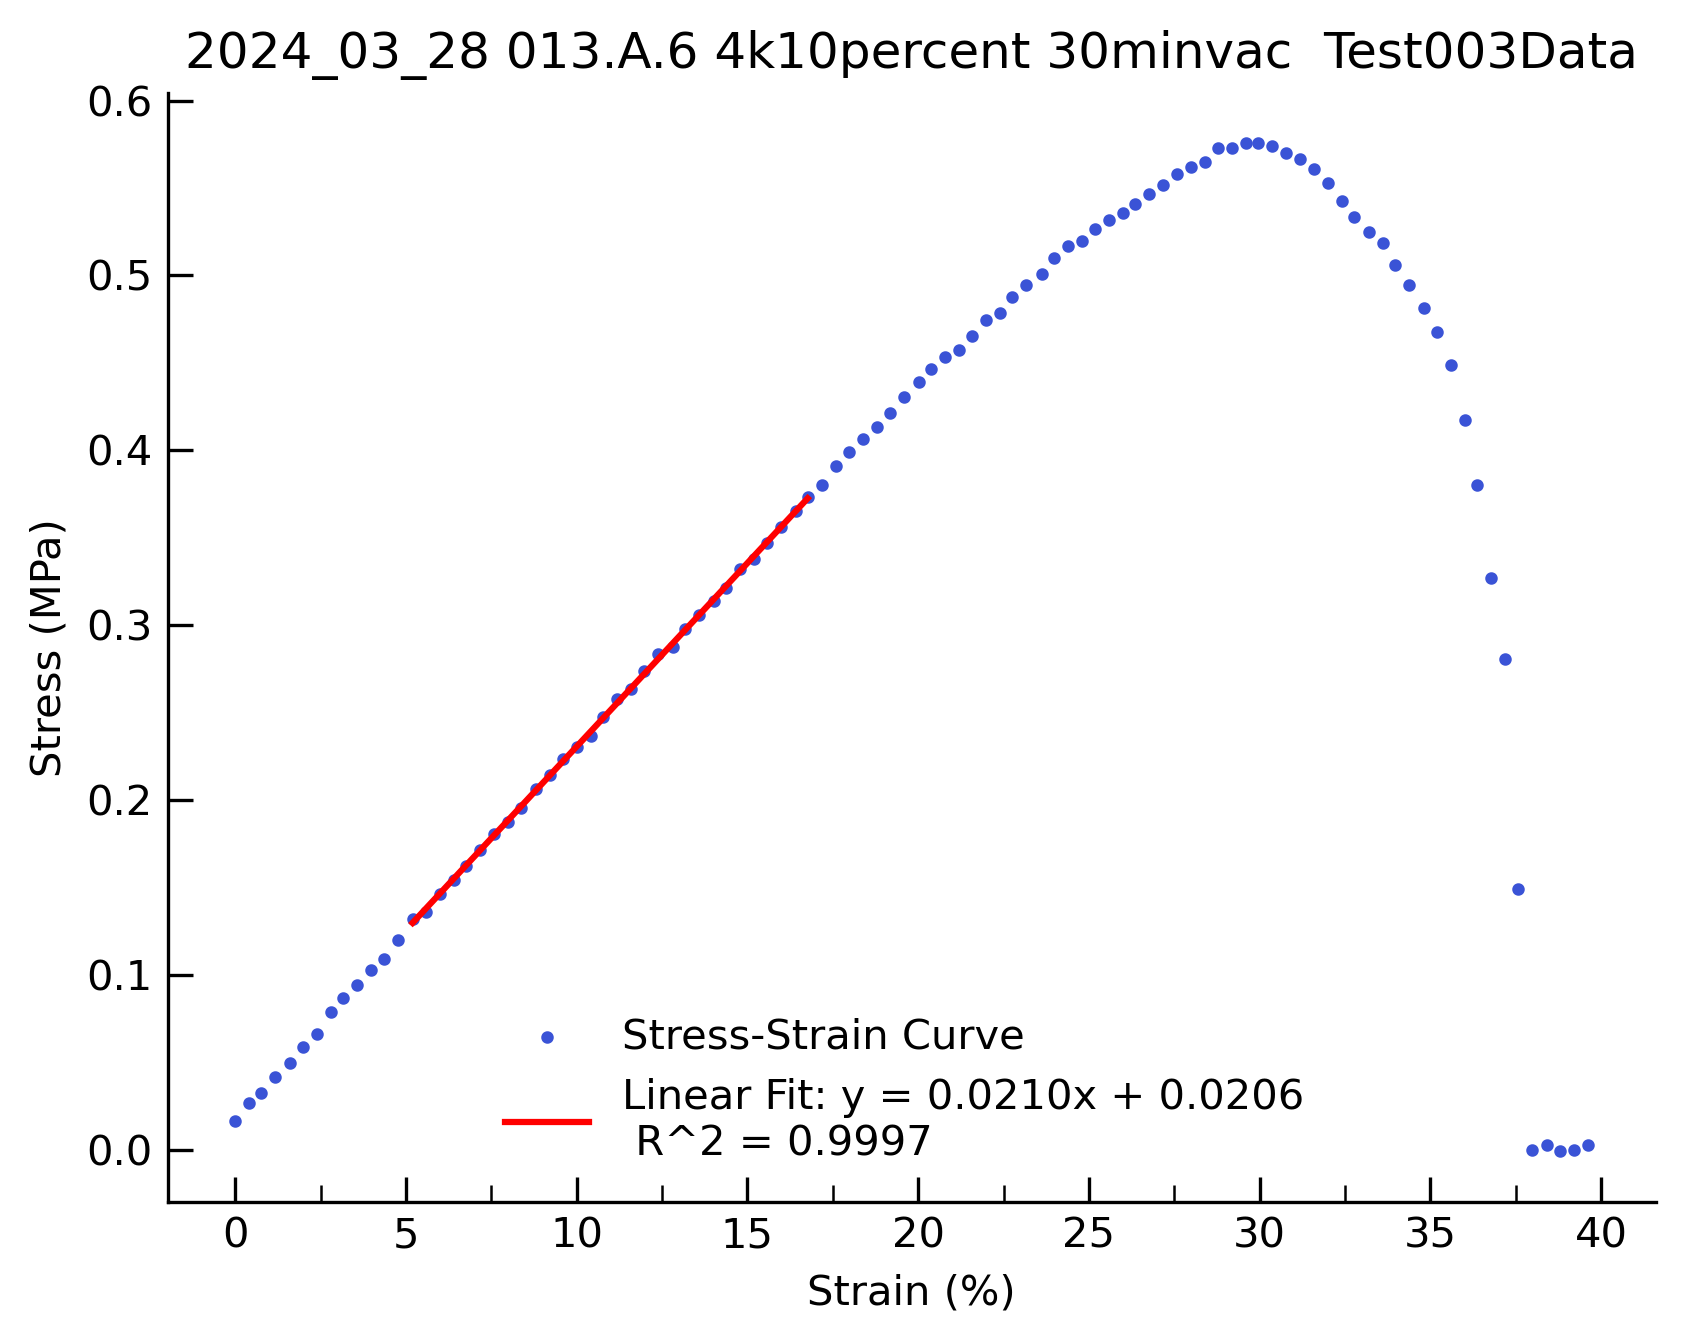 2024_03_28 013.A.6 4k10percent 30minvac  Test003Data
0.6
0.5
0.4
0.3
0.2
0.1
0.0
Stress (MPa)
Stress-Strain Curve
Linear Fit: y = 0.0210x + 0.0206
R^2 = 0.9997
0 5 10 15 20 25 30 35 40
Strain (%)